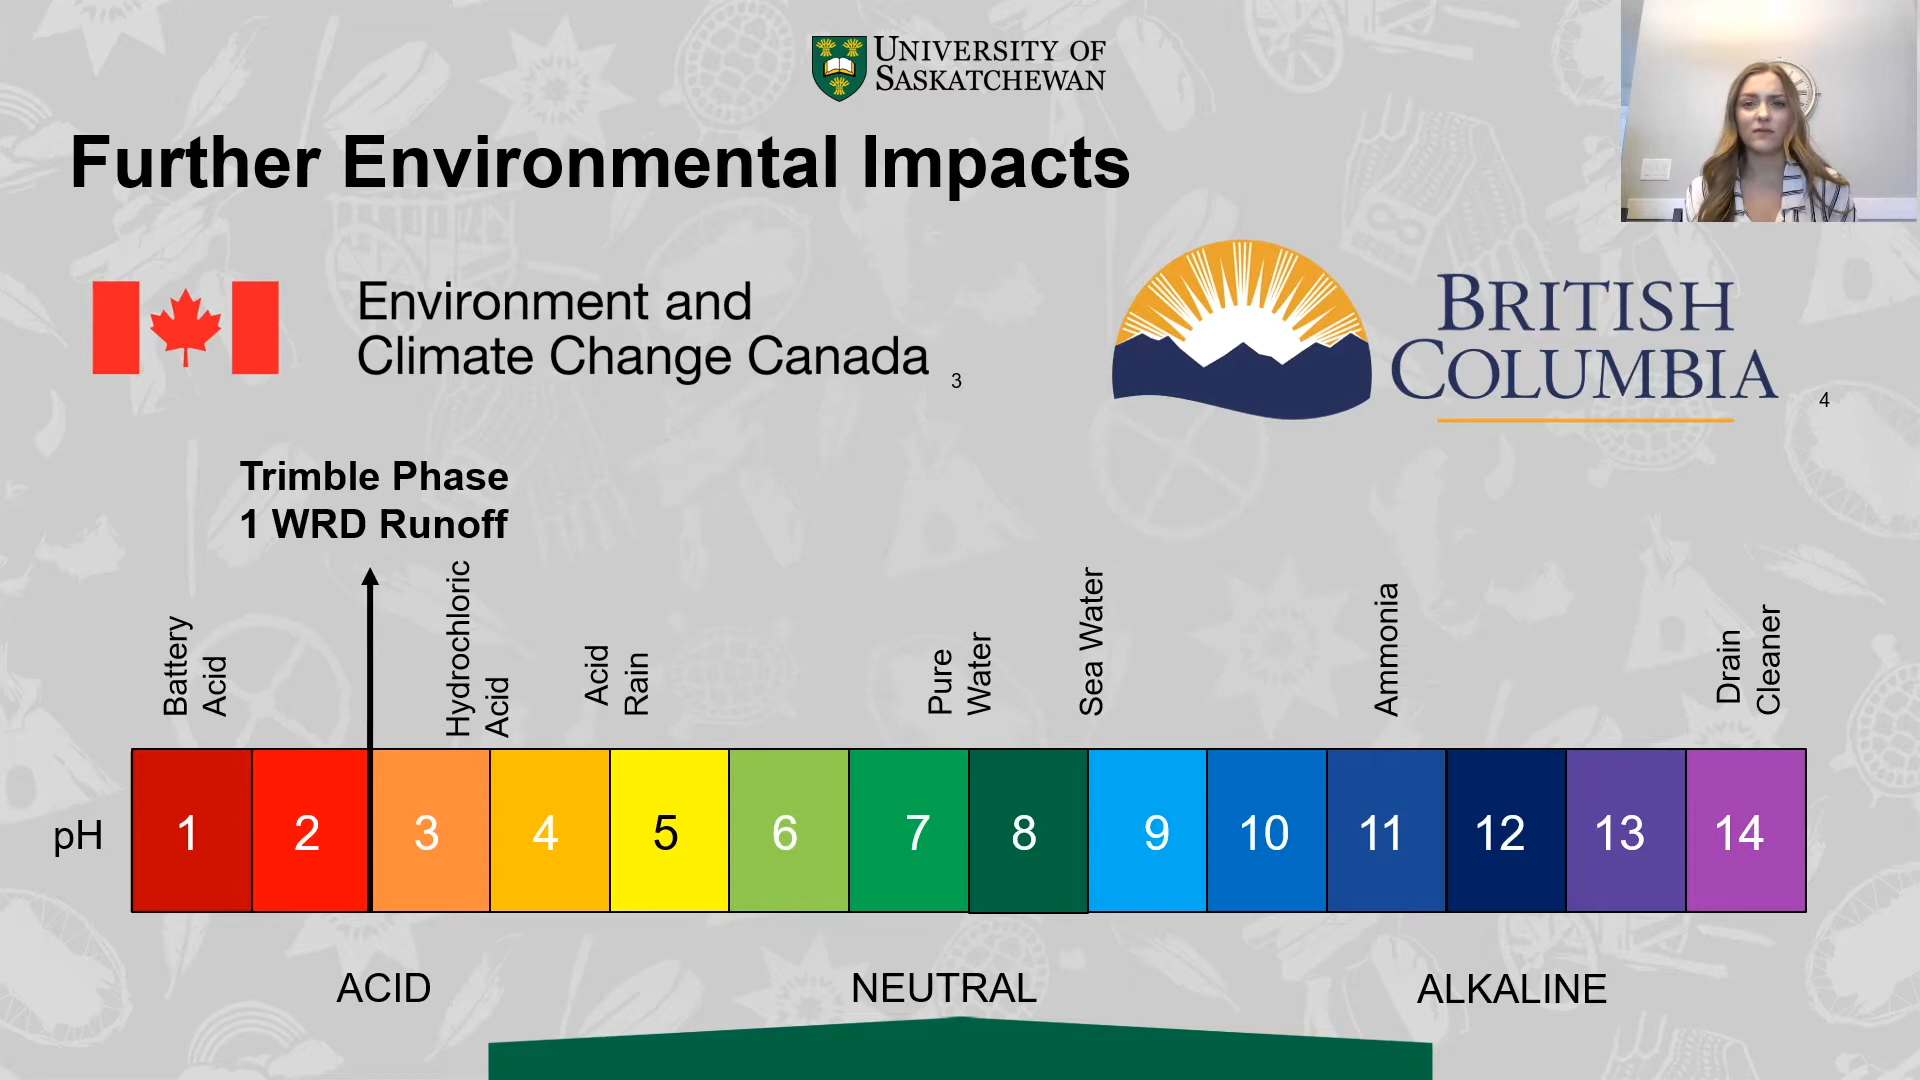 UNIVERSITY OF
SASKATCHEWAN
Further Environmental Impacts
Environment and
Climate Change Canada
3
BRITISH
COLUMBIA
4
Trimble Phase
1 WRD Runoff
Battery
Acid
Hydrochloric
Acid
Acid
Rain
Pure
Water
Sea Water
Ammonia
Drain
Cleaner
pH 1 2 3 4 5 6 7 8 9 10 11 12 13 14
ACID NEUTRAL ALKALINE